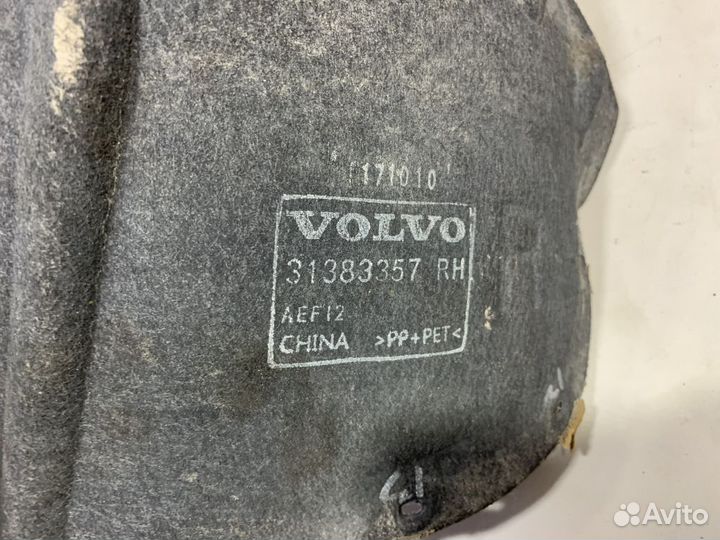 171010
VOLVO
31383357 RH
AEF12
CHINA >PP+PET<
Avito